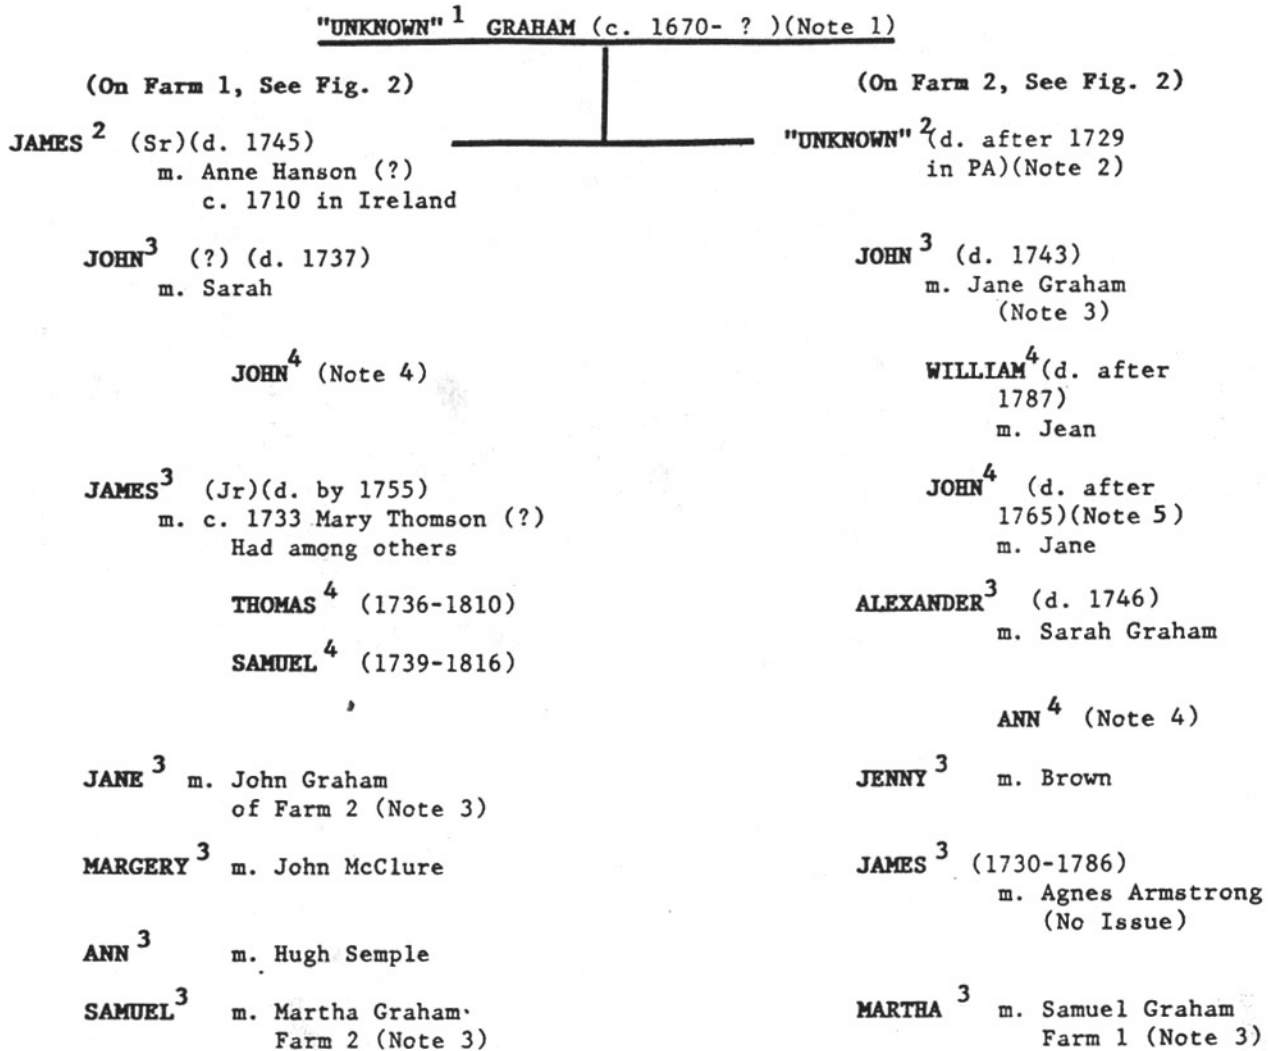 "UNKNOWN" 1 GRAHAM (c. 1670- ? )(Note 1)
(On Farm 1, See Fig. 2)
JAMES 2 (Sr)(d. 1745)
m. Anne Hanson (?)
c. 1710 in Ireland
JOHN3 (?) (d. 1737)
m. Sarah
JOHN4 (Note 4)
JAMES3 (Jr)(d. by 1755)
m. c. 1733 Mary Thomson (?)
Had among others
THOMAS 4 (1736-1810)
SAMUEL 4 (1739-1816)
JANE 3 m. John Graham
of Farm 2 (Note 3)
MARGERY 3 m. John McClure
ANN 3 m. Hugh Semple
SAMUEL3 m. Martha Graham
Farm 2 (Note 3)
(On Farm 2, See Fig. 2)
"UNKNOWN" 2(d. after 1729
in PA)(Note 2)
JOHN 3 (d. 1743)
m. Jane Graham
(Note 3)
WILLIAM4(d. after
1787)
m. Jean
JOHN4 (d. after
1765)(Note 5)
m. Jane
ALEXANDER3 (d. 1746)
m. Sarah Graham
ANN 4 (Note 4)
JENNY 3 m. Brown
JAMES 3 (1730-1786)
m. Agnes Armstrong
(No Issue)
MARTHA 3 m. Samuel Graham
Farm 1 (Note 3)